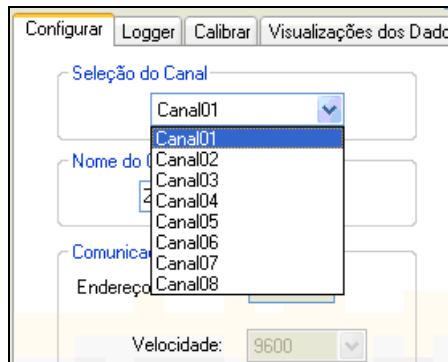 Configurar Logger Calibrar Visualizações dos Dado
Seleção do Canal
Canal01
Canal01
Canal02
Nome do
Canal03
Canal04
Canal05
Canal06
Comunica
Canal07
Endereço
Canal08
Velocidade: 9600